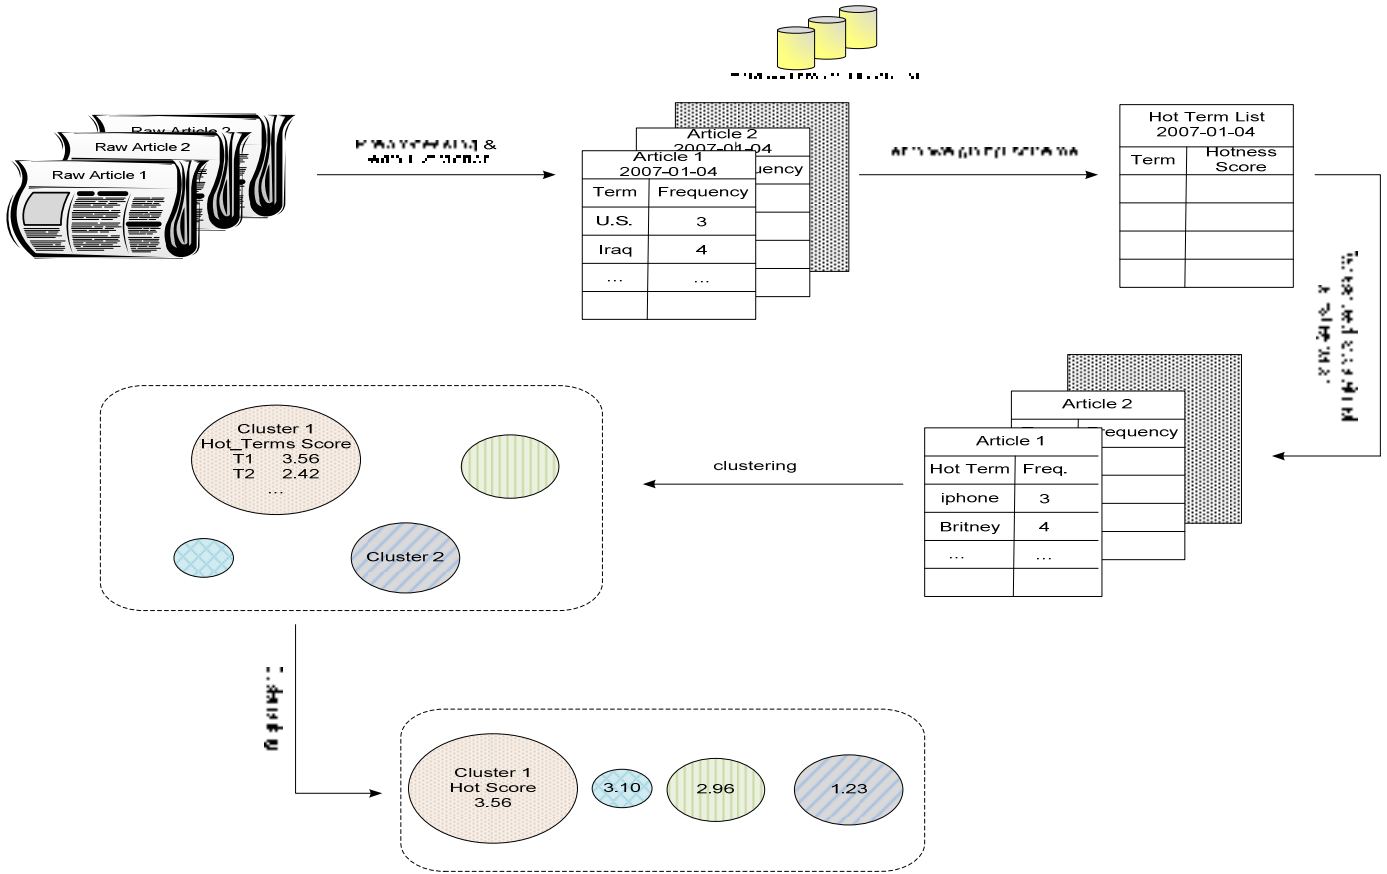 Raw Article 3
Raw Article 2
Raw Article 1
&
Article 2
2007-01-04
Article 1
2007-01-04
Term Frequency
U.S. 3
Iraq 4
... ...
Hot Term List
2007-01-04
Term Hotness Score
Article 2
Frequency
Article 1
Hot Term Freq.
iphone 3
Britney 4
... ...
clustering
Cluster 1
Hot_Terms Score
T1 3.56
T2 2.42
...
Cluster 2
Cluster 1
Hot Score
3.56
3.10
2.96
1.23